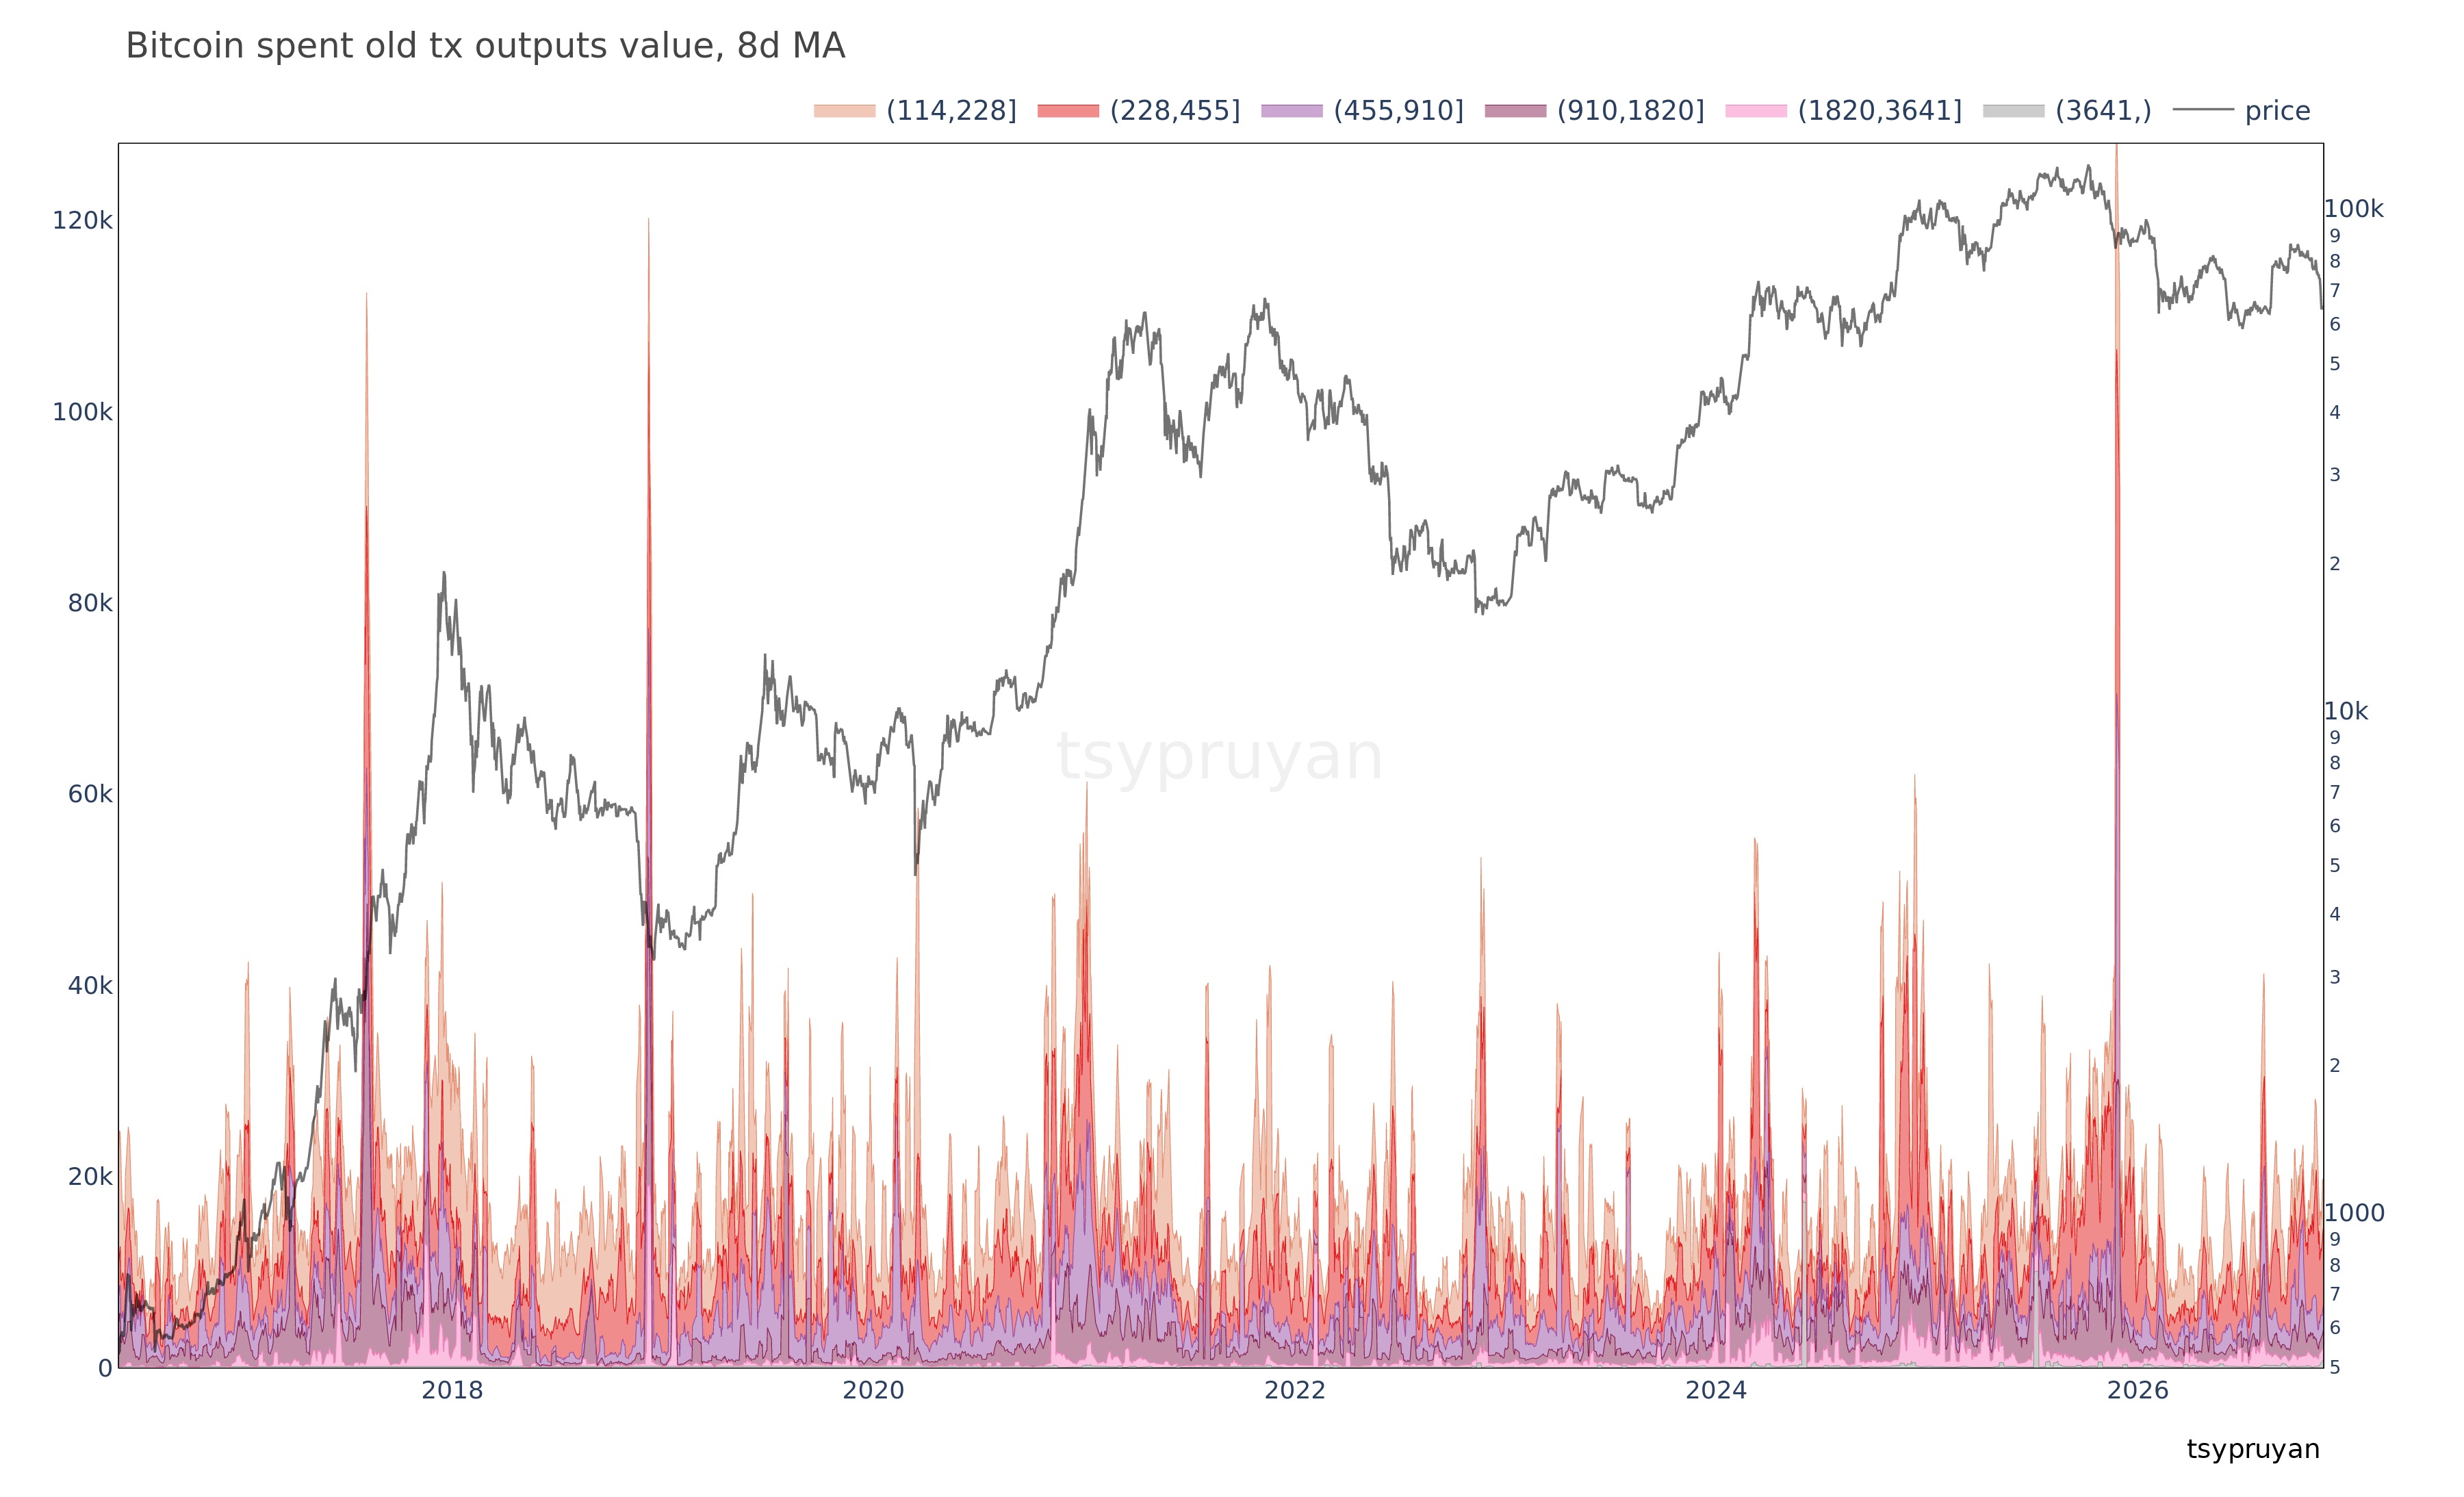 Bitcoin spent old tx outputs value, 8d MA
(114,228] (228,455] (455,910] (910,1820] (1820,3641] (3641,) price
120k
100k
80k
60k
40k
20k
0
100k
9
8
7
6
5
4
3
2
10k
9
8
7
6
5
4
3
2
1000
9
8
7
6
5
tsypruyan
2018 2020 2022 2024 2026
tsypruyan